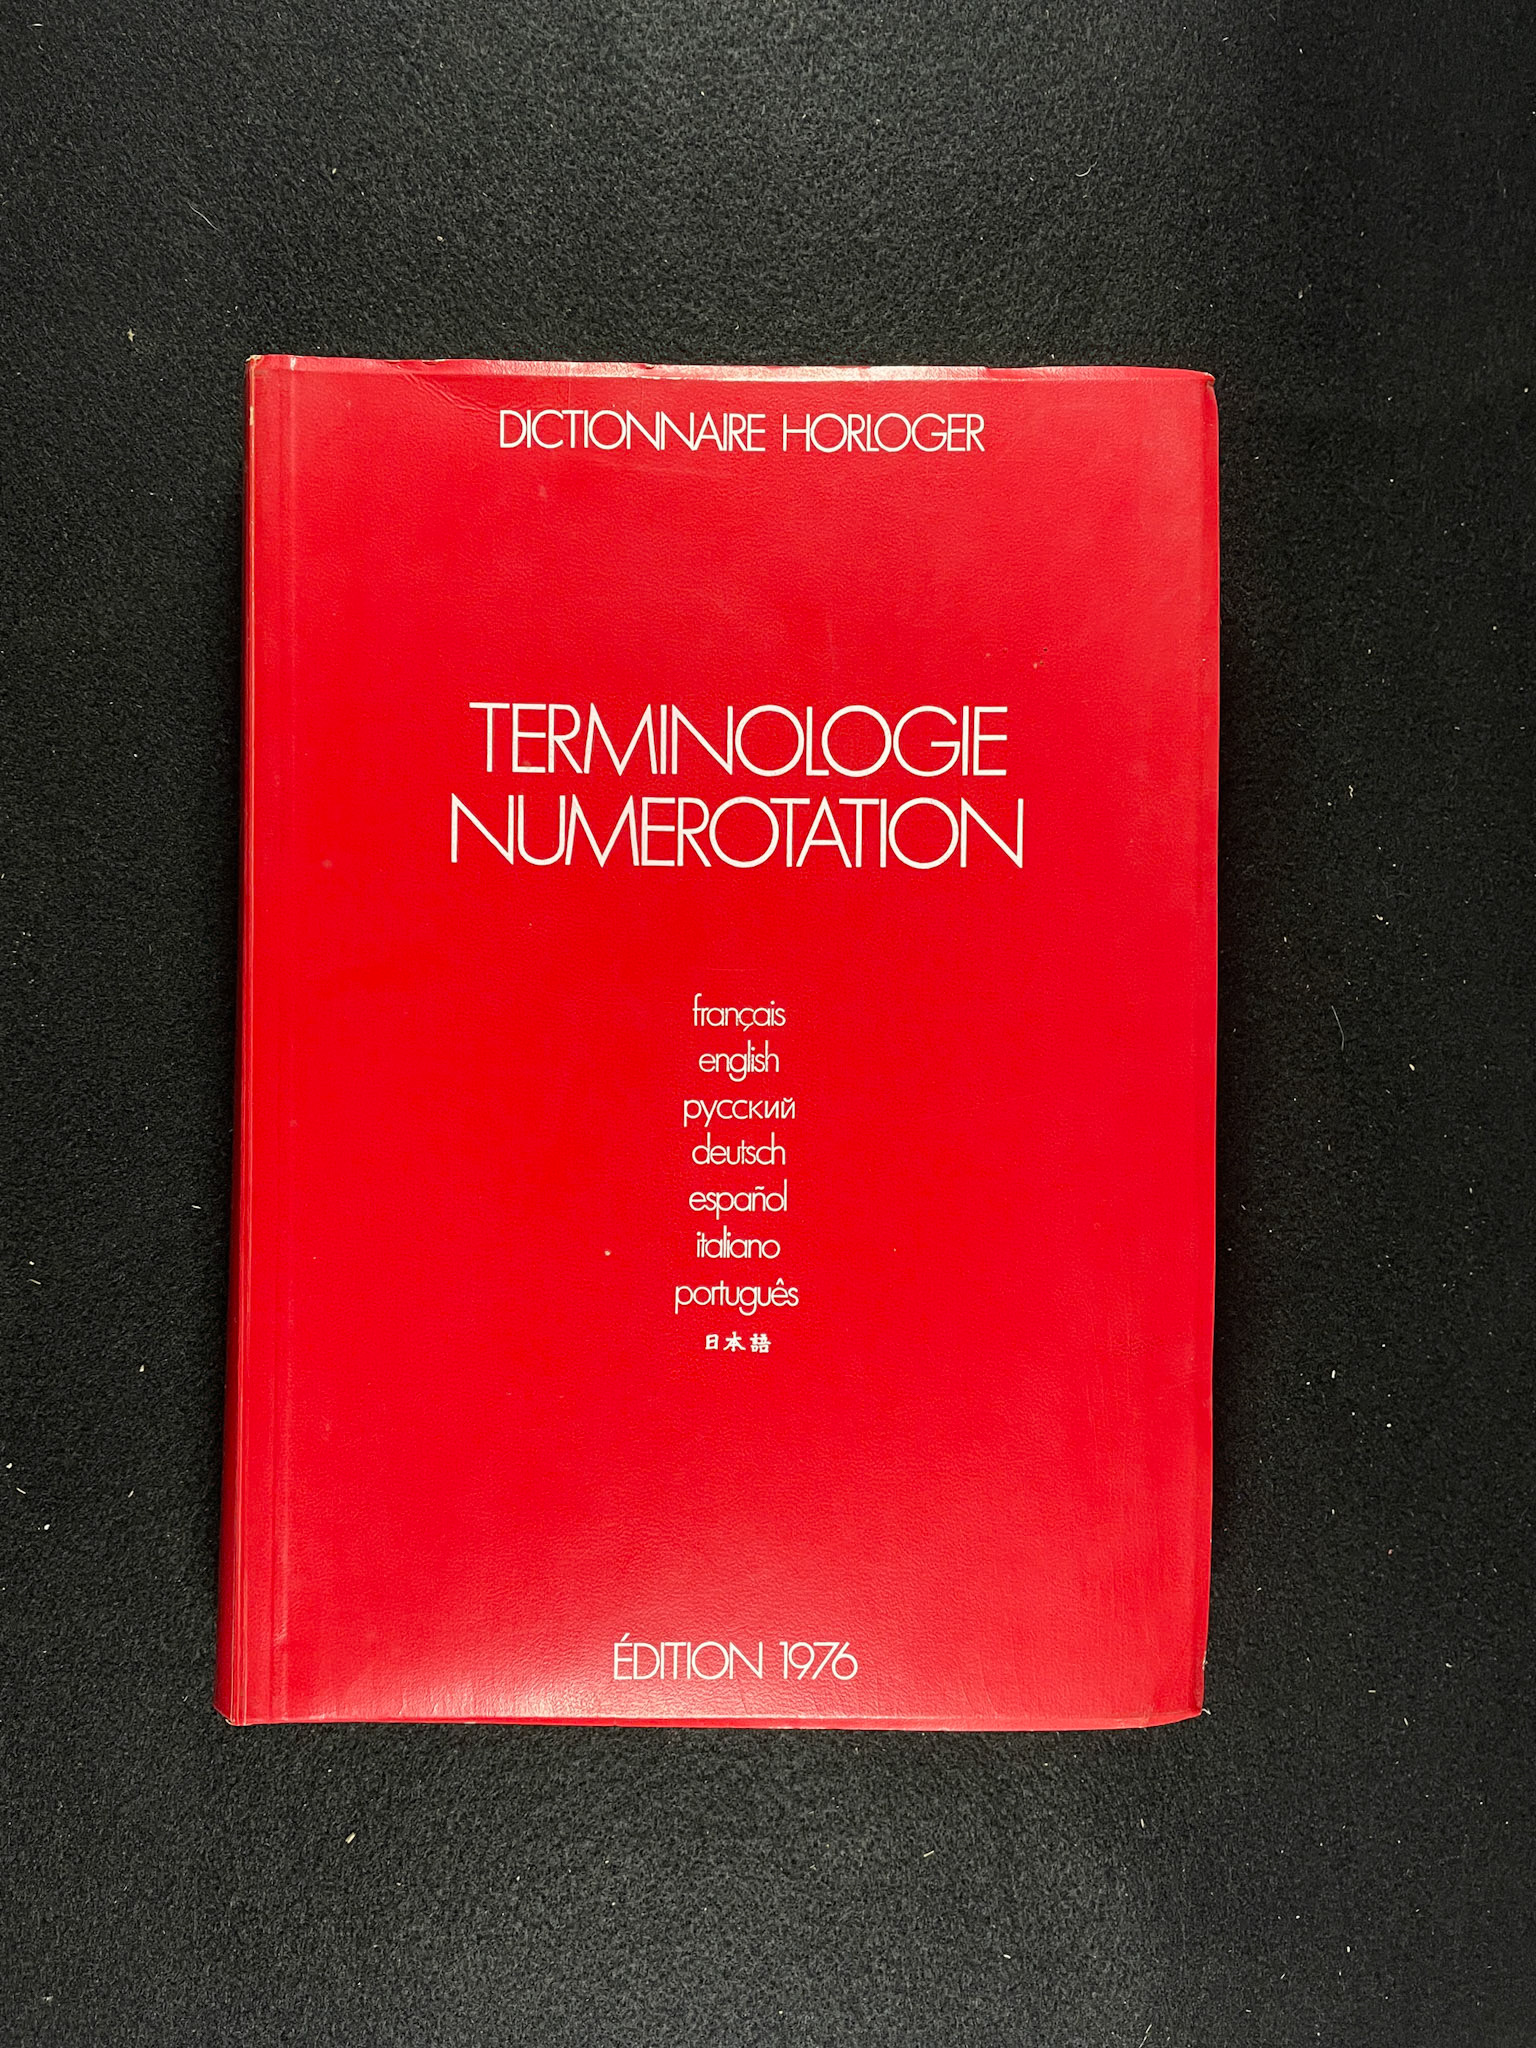 DICTIONNAIRE HORLOGER
TERMINOLOGIE
NUMEROTATION
français
english
русский
deutsch
español
italiano
português
日本語
ÉDITION 1976